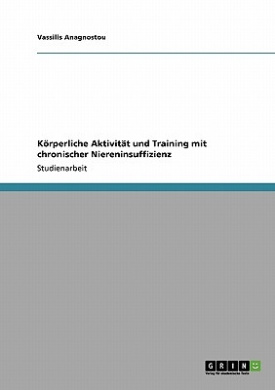 Vassilis Anagnostou
Körperliche Aktivität und Training mit
chronischer Niereninsuffizienz
Studienarbeit
GRIN
Verlag für akademische Texte